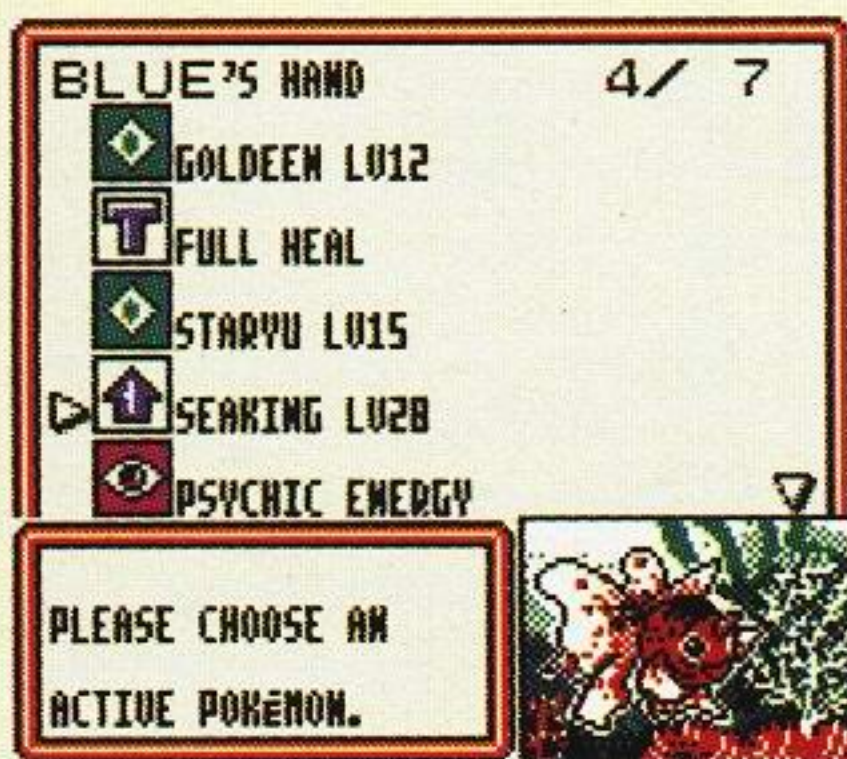 BLUE'S HAND 4/ 7
GOLDEEN LV12
FULL HEAL
STARYU LV15
SEAKING LV28
PSYCHIC ENERGY
PLEASE CHOOSE AN
ACTIVE POKéMON.